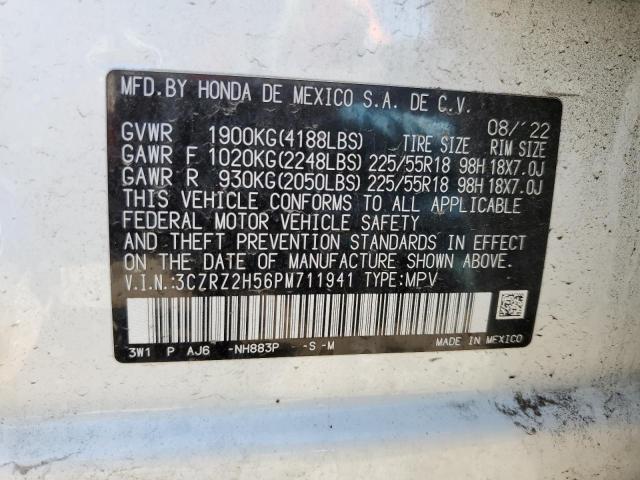 MFD. BY HONDA DE MEXICO S.A. DE C.V.
08/'22
GVWR 1900KG(4188LBS) TIRE SIZE RIM SIZE
GAWR F 1020KG(2248LBS) 225/55R18 98H 18X7.0J
GAWR R 930KG(2050LBS) 225/55R18 98H 18X7.0J
THIS VEHICLE CONFORMS TO ALL APPLICABLE
FEDERAL MOTOR VEHICLE SAFETY
AND THEFT PREVENTION STANDARDS IN EFFECT
ON THE DATE OF MANUFACTURE SHOWN ABOVE.
V.I.N.:3CZRZ2H56PM711941 TYPE:MPV
3W1 P AJ6 -NH883P -S -M
MADE IN MEXICO